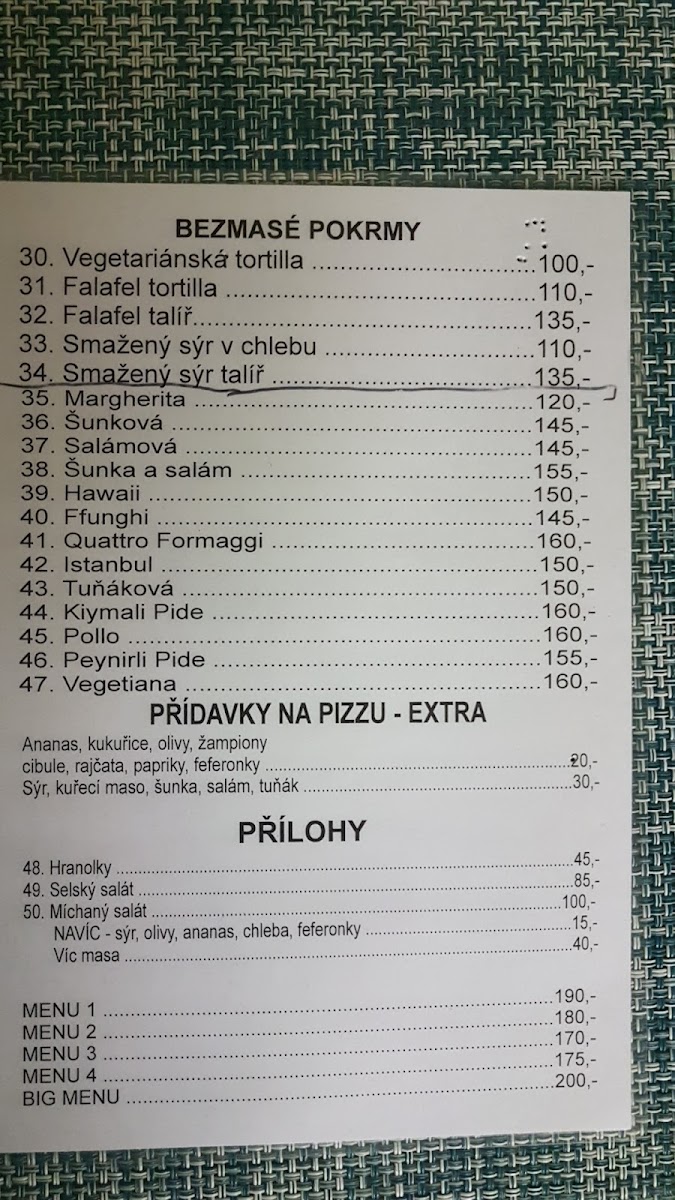 BEZMASÉ POKRMY
30. Vegetariánská tortilla ..............................100,-
31. Falafel tortilla ..........................................110,-
32. Falafel talíř.............................................135,-
33. Smažený sýr v chlebu ............................110,-
34. Smažený sýr talíř ...................................135,-
35. Margherita ..............................................120,-
36. Šunková .................................................145,-
37. Salámová ...............................................145,-
38. Šunka a salám ........................................155,-
39. Hawaii ....................................................150,-
40. Ffunghi ...................................................145,-
41. Quattro Formaggi ...................................160,-
42. Istanbul ..................................................150,-
43. Tuňáková ...............................................150,-
44. Kiymali Pide ...........................................160,-
45. Pollo .......................................................160,-
46. Peynirli Pide ...........................................155,-
47. Vegetiana ...............................................160,-
PŘÍDAVKY NA PIZZU - EXTRA
Ananas, kukuřice, olivy, žampiony
cibule, rajčata, papriky, feferonky ..............................20,-
Sýr, kuřecí maso, šunka, salám, tuňák ..............................30,-
PŘÍLOHY
48. Hranolky ..............................45,-
49. Selský salát ..............................85,-
50. Míchaný salát ..............................100,-
NAVÍC - sýr, olivy, ananas, chleba, feferonky ..............................15,-
Víc masa ..............................40,-
MENU 1 ..............................190,-
MENU 2 ..............................180,-
MENU 3 ..............................170,-
MENU 4 ..............................175,-
BIG MENU ..............................200,-